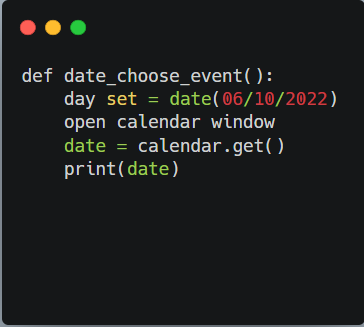 def date_choose_event():
    day set = date(06/10/2022)
    open calendar window
    date = calendar.get()
    print(date)